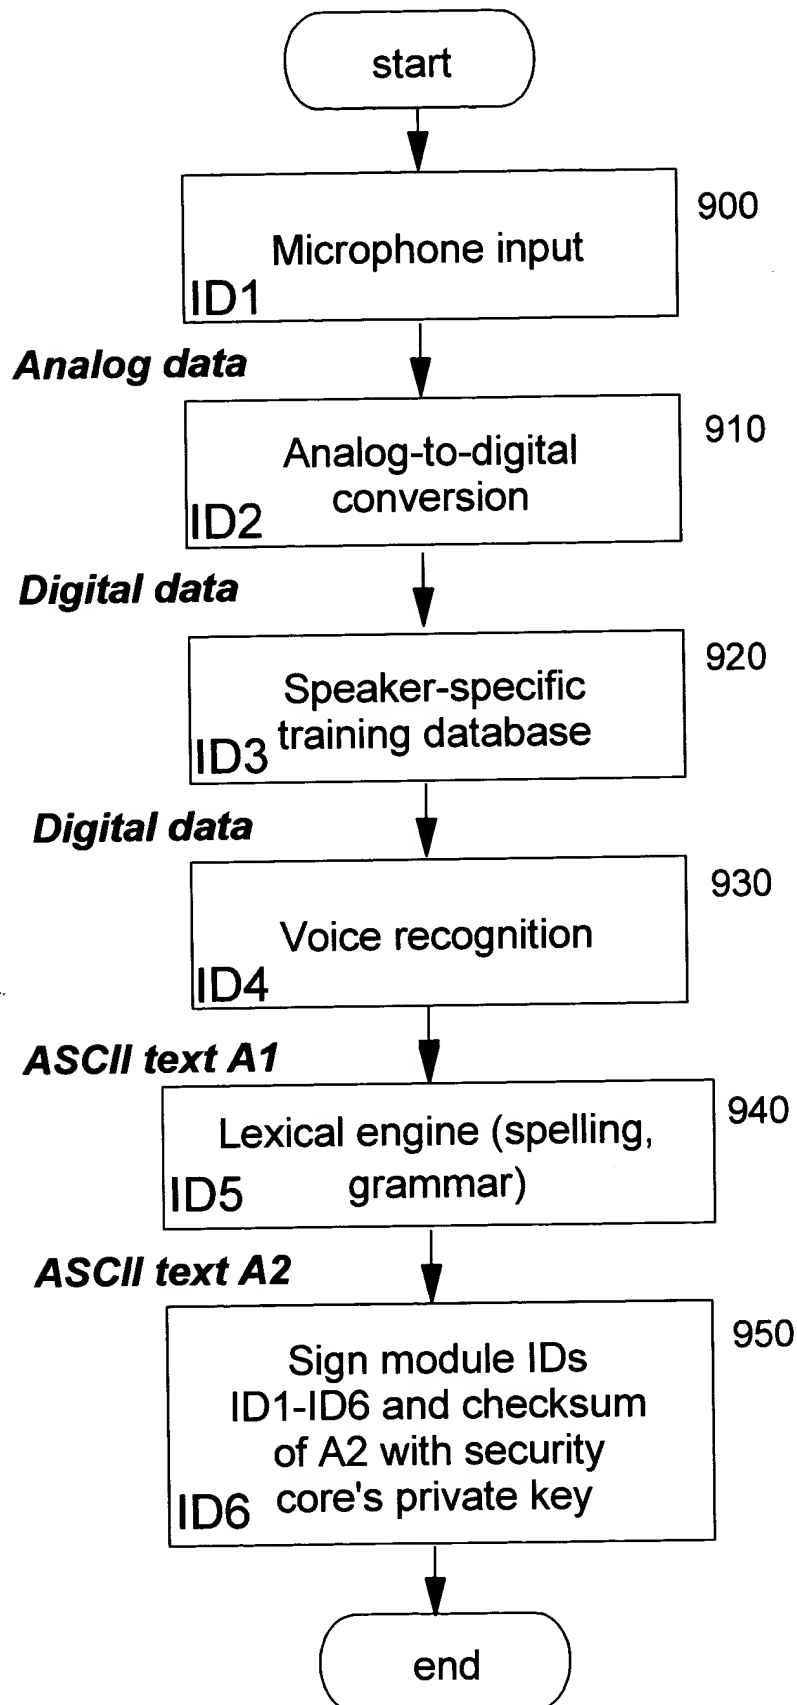 start
900
Microphone input
ID1
Analog data
910
Analog-to-digital
conversion
ID2
Digital data
920
Speaker-specific
training database
ID3
Digital data
930
Voice recognition
ID4
ASCII text A1
940
Lexical engine (spelling,
grammar)
ID5
ASCII text A2
950
Sign module IDs
ID1-ID6 and checksum
of A2 with security
core's private key
ID6
end